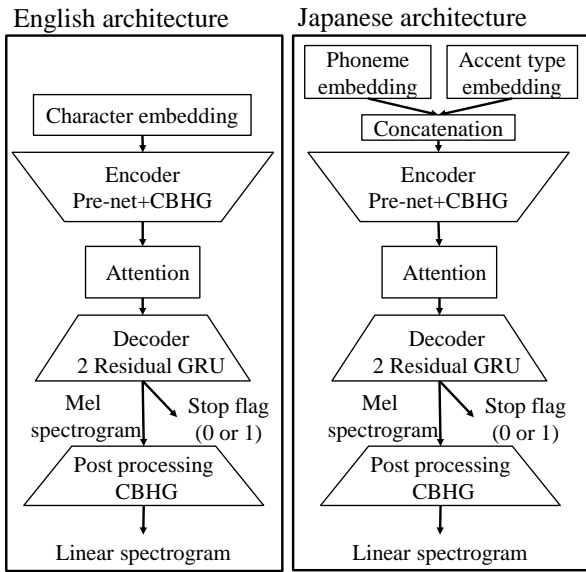 English architecture
Character embedding
Encoder
Pre-net+CBHG
Attention
Decoder
2 Residual GRU
Mel
spectrogram
Stop flag
(0 or 1)
Post processing
CBHG
Linear spectrogram
Japanese architecture
Phoneme
embedding
Accent type
embedding
Concatenation
Encoder
Pre-net+CBHG
Attention
Decoder
2 Residual GRU
Mel
spectrogram
Stop flag
(0 or 1)
Post processing
CBHG
Linear spectrogram